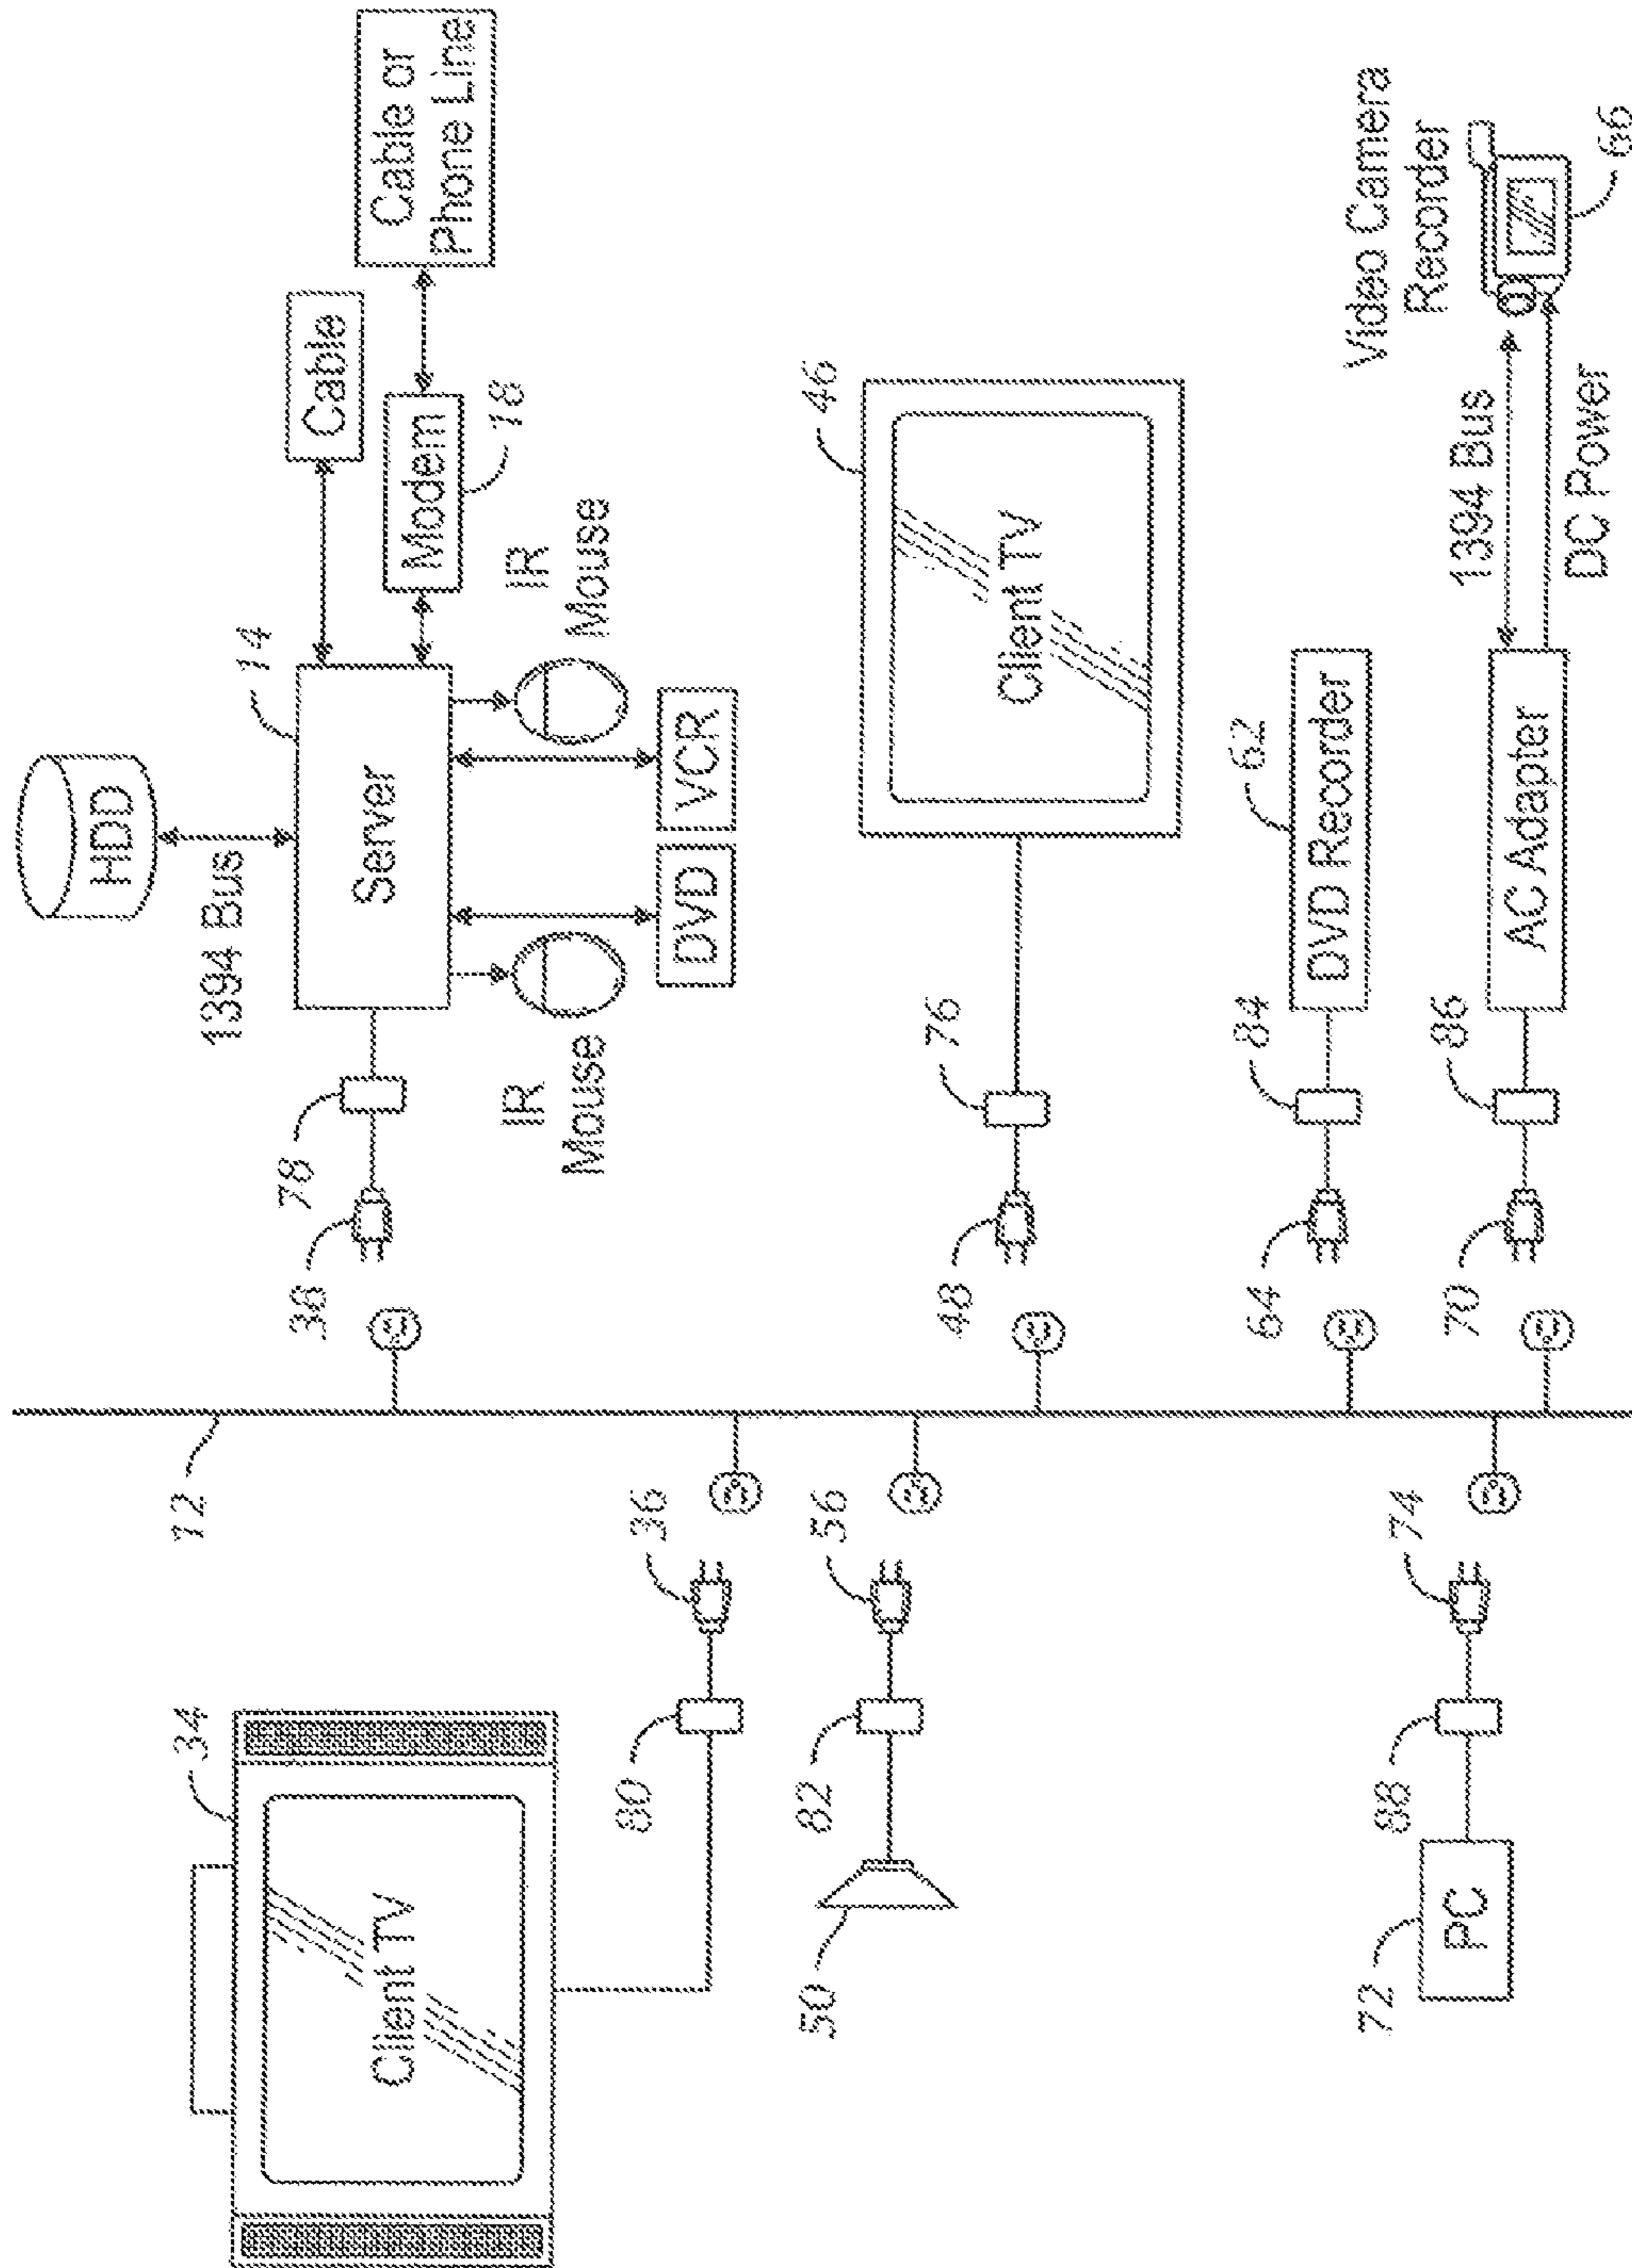 HDD
34
12
1394 Bus
14
38
78
Cable
Client TV
Server
Cable or
Phone Line
Modem
18
IR
Mouse
IR
Mouse
80
36
DVD
VCR
50
82
56
46
48
76
Client TV
64
84
62
DVD Recorder
Video Camera
Recorder
72
88
74
70
86
PC
1394 Bus
AC Adapter
DC Power
66